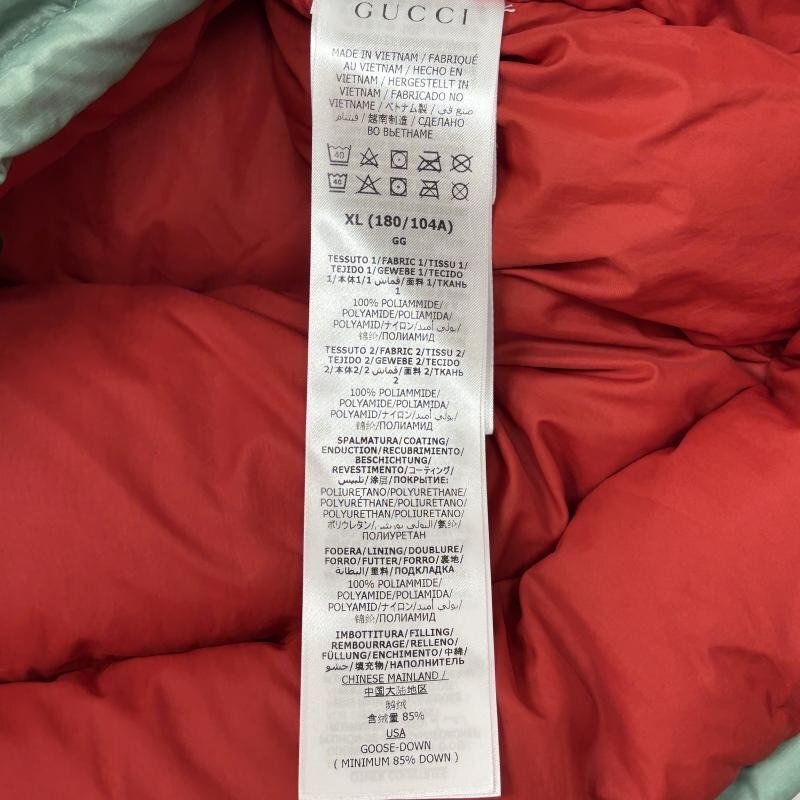 GUCCI
MADE IN VIETNAM / FABRIQUÉ
AU VIETNAM / HECHO EN
VIETNAM / HERGESTELLT IN
VIETNAM / FABRICADO NO
VIETNAME / ベトナム製 / صنع في
فيتنام / 越南制造 / СДЕЛАНО
ВО ВЬЕТНАМЕ
40
40
XL (180/104A)
GG
TESSUTO 1/FABRIC 1/TISSU 1/
TEJIDO 1/GEWEBE 1/TECIDO
1/本体1/قماش 1/面料 1/ТКАНЬ
1
100% POLIAMMIDE/
POLYAMIDE/POLIAMIDA/
POLYAMID/ナイロン/بولي أميد/
锦纶/ПОЛИАМИД
TESSUTO 2/FABRIC 2/TISSU 2/
TEJIDO 2/GEWEBE 2/TECIDO
2/本体2/قماش 2/面料 2/ТКАНЬ
2
100% POLIAMMIDE/
POLYAMIDE/POLIAMIDA/
POLYAMID/ナイロン/بولي أميد/
锦纶/ПОЛИАМИД
SPALMATURA/COATING/
ENDUCTION/RECUBRIMIENTO/
BESCHICHTUNG/
REVESTIMENTO/コーティング/
تلبيس/涂层/ПОКРЫТИЕ:
POLIURETANO/POLYURETHANE/
POLYURÉTHANE/POLIURETANO/
POLYURETHAN/POLIURETANO/
ポリウレタン/البولي يوريثين/氨纶/
ПОЛИУРЕТАН
FODERA/LINING/DOUBLURE/
FORRO/FUTTER/FORRO/裏地/
البطانة/里料/ПОДКЛАДКА
100% POLIAMMIDE/
POLYAMIDE/POLIAMIDA/
POLYAMID/ナイロン/بولي أميد/
锦纶/ПОЛИАМИД
IMBOTTITURA/FILLING/
REMBOURRAGE/RELLENO/
FÜLLUNG/ENCHIMENTO/中綿/
حشو/填充物/НАПОЛНИТЕЛЬ
CHINESE MAINLAND /
中国大陆地区
鹅绒
含绒量 85%
USA
GOOSE-DOWN
( MINIMUM 85% DOWN )